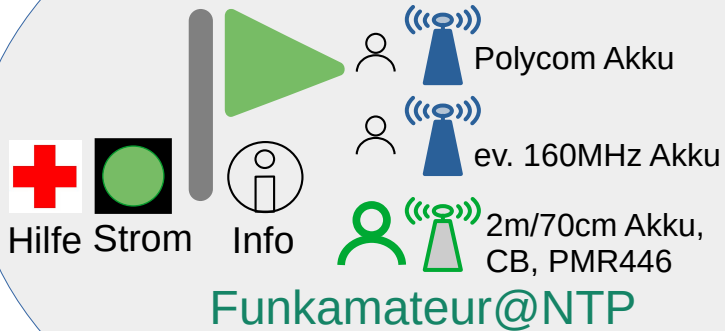 Polycom Akku
ev. 160MHz Akku
Hilfe Strom Info
2m/70cm Akku,
CB, PMR446
Funkamateur@NTP